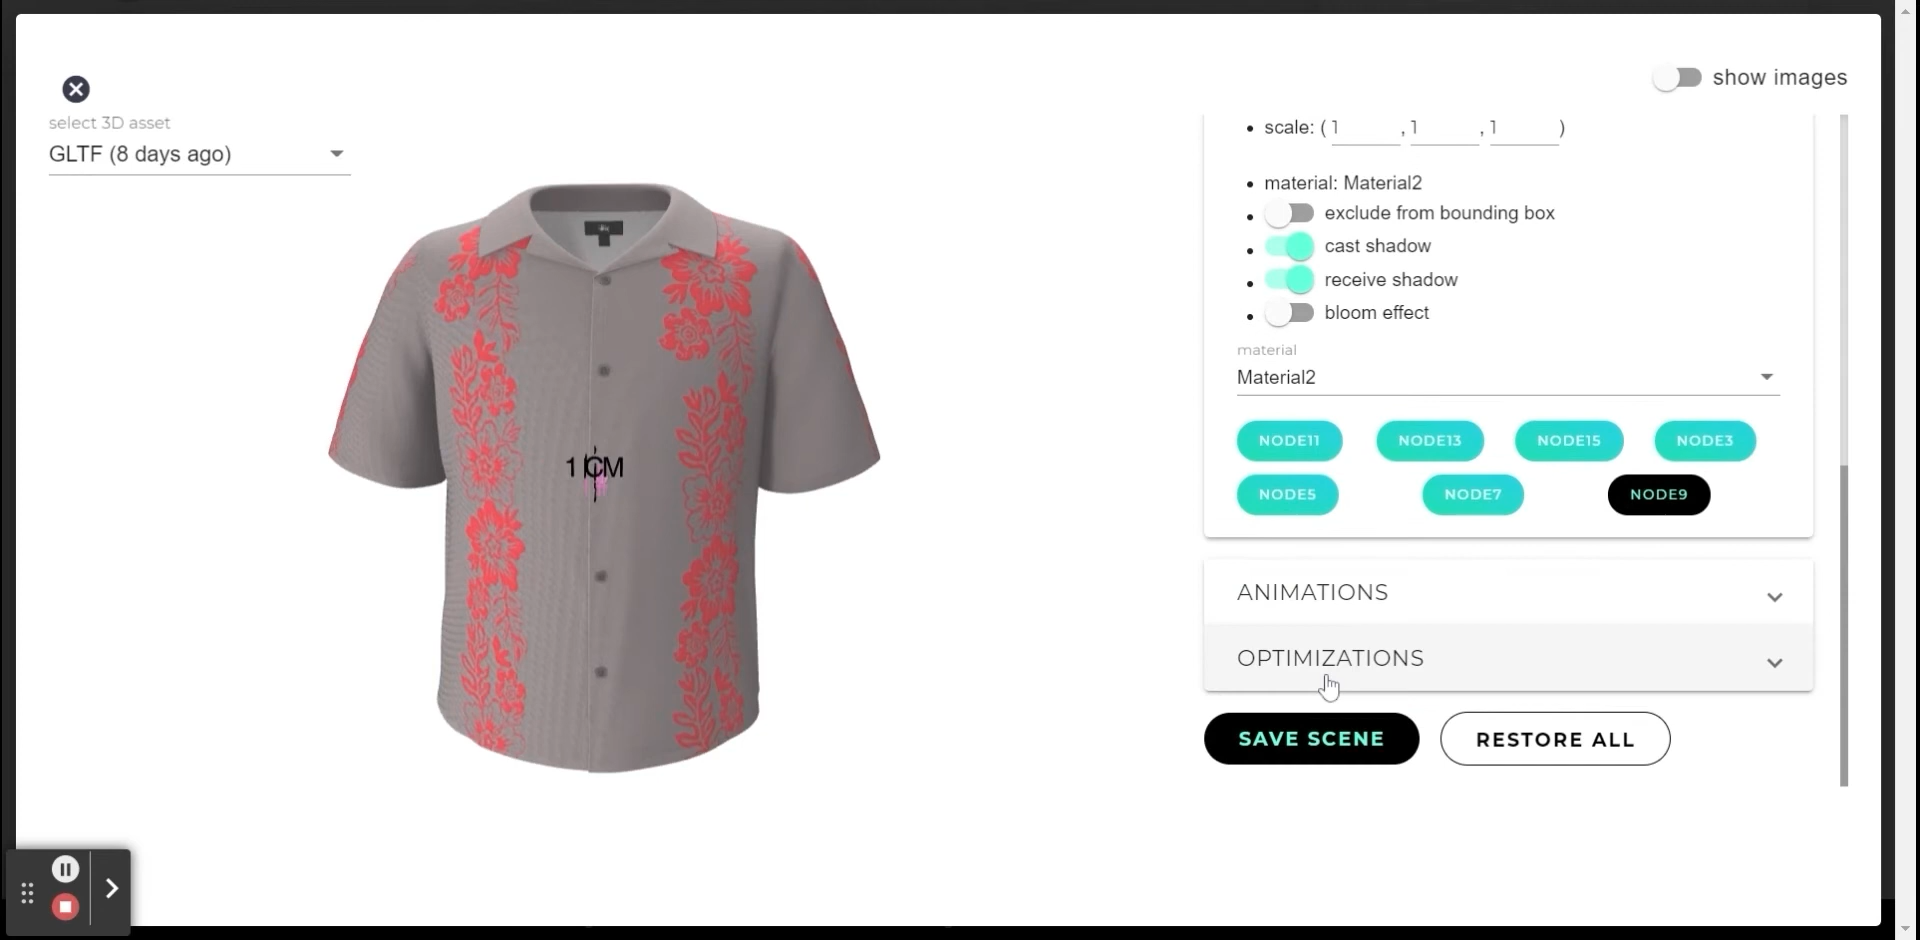 show images
select 3D asset
GLTF (8 days ago)
scale: ( 1 , 1 , 1 )
material: Material2
exclude from bounding box
cast shadow
receive shadow
bloom effect
material
Material2
NODE11 NODE13 NODE15 NODE3
NODE5 NODE7 NODE9
1 CM
ANIMATIONS
OPTIMIZATIONS
SAVE SCENE RESTORE ALL